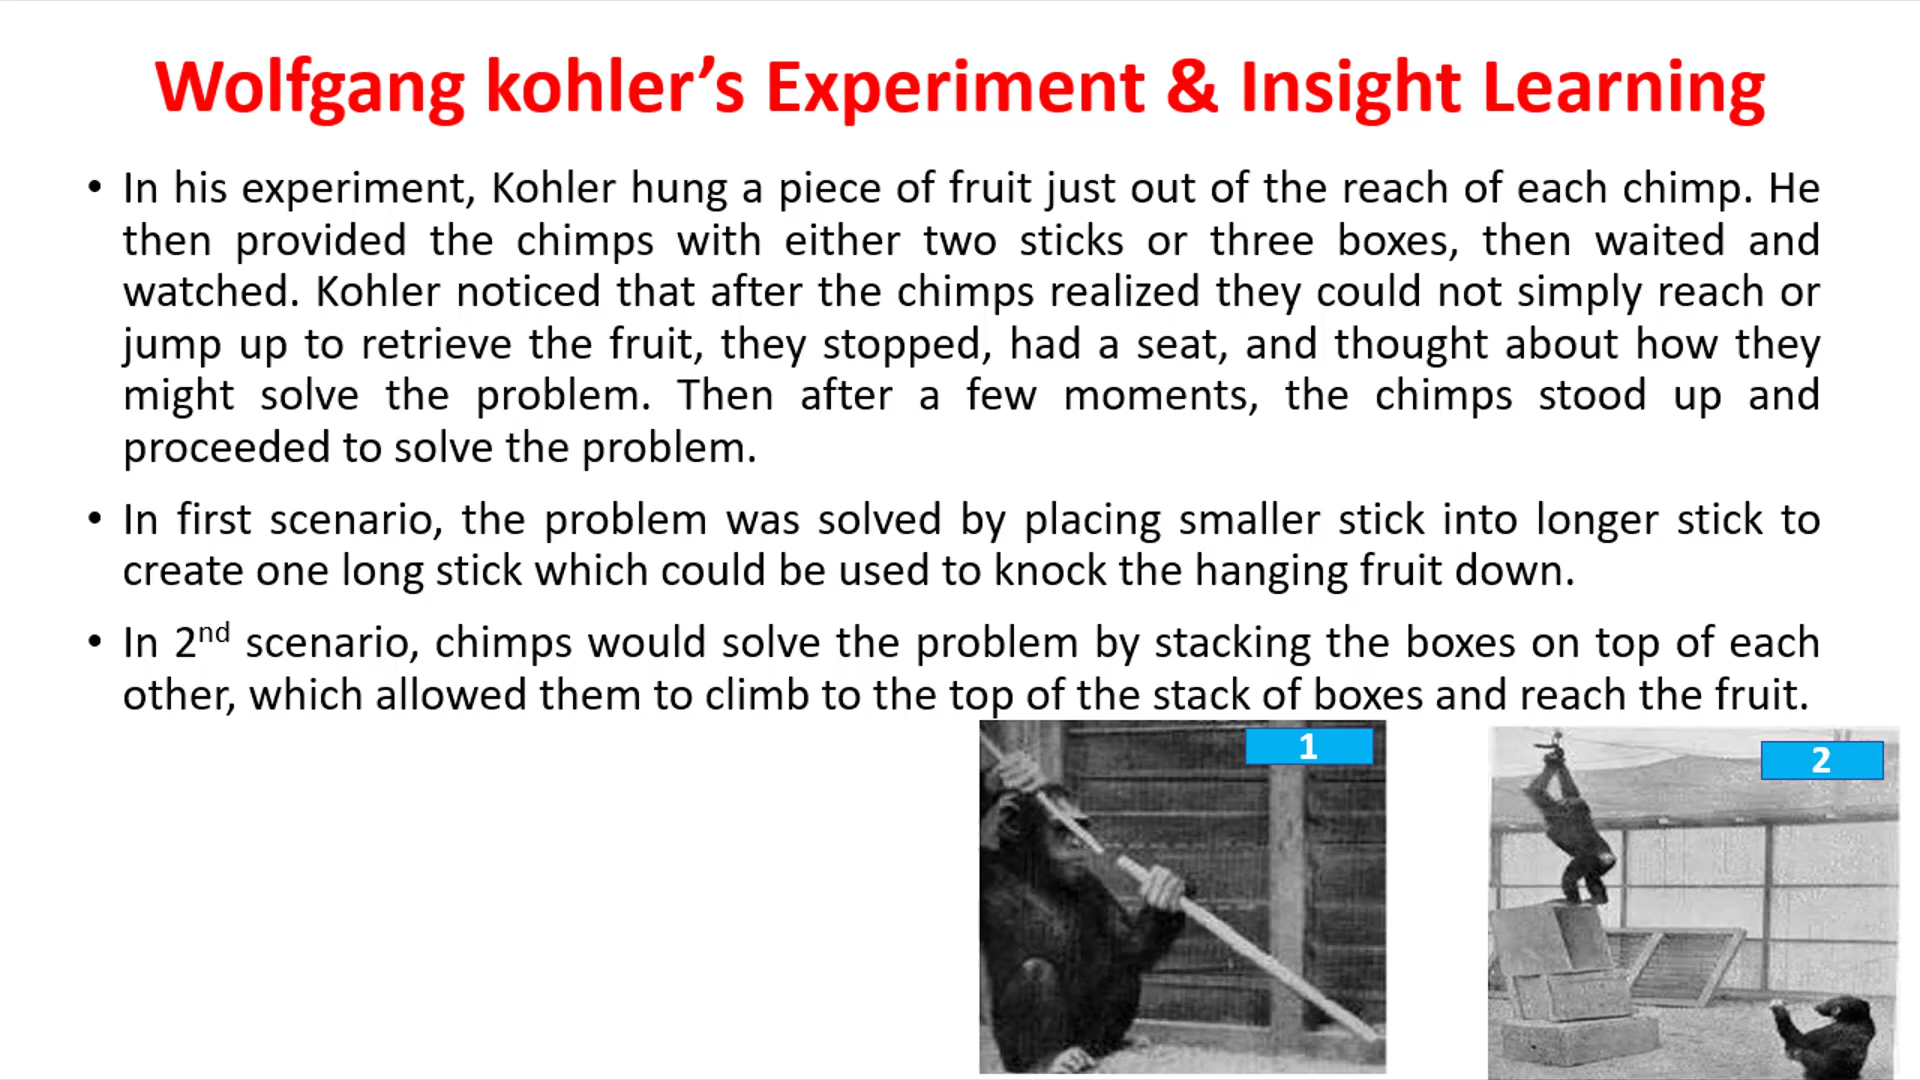 Wolfgang kohler’s Experiment & Insight Learning
• In his experiment, Kohler hung a piece of fruit just out of the reach of each chimp. He
then provided the chimps with either two sticks or three boxes, then waited and
watched. Kohler noticed that after the chimps realized they could not simply reach or
jump up to retrieve the fruit, they stopped, had a seat, and thought about how they
might solve the problem. Then after a few moments, the chimps stood up and
proceeded to solve the problem.
• In first scenario, the problem was solved by placing smaller stick into longer stick to
create one long stick which could be used to knock the hanging fruit down.
• In 2nd scenario, chimps would solve the problem by stacking the boxes on top of each
other, which allowed them to climb to the top of the stack of boxes and reach the fruit.
1
2